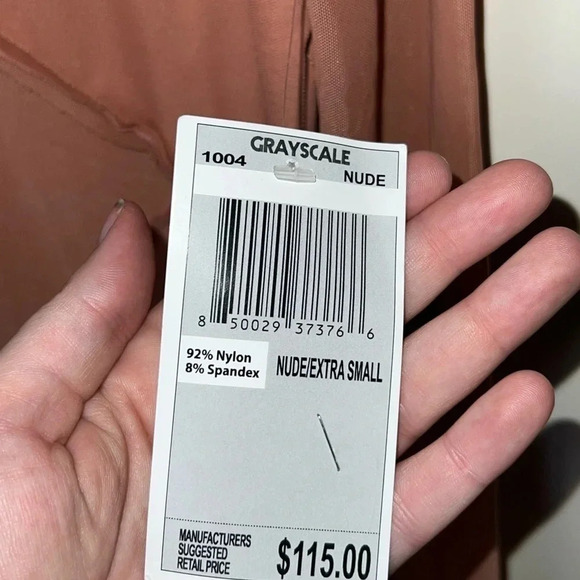 GRAYSCALE
1004
NUDE
8 50029 37376 6
92% Nylon
8% Spandex
NUDE/EXTRA SMALL
MANUFACTURERS
SUGGESTED
RETAIL PRICE
$115.00